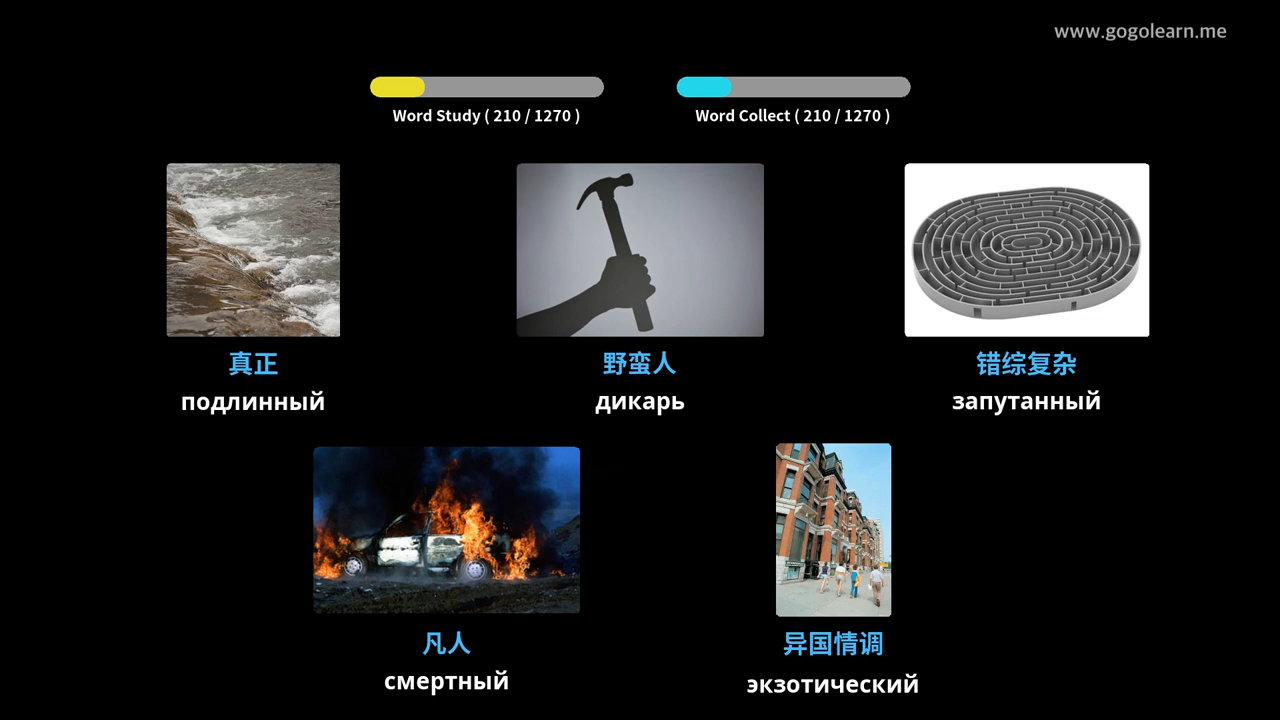 www.gogolearn.me
Word Study ( 210 / 1270 )
Word Collect ( 210 / 1270 )
真正
подлинный
野蛮人
дикарь
错综复杂
запутанный
凡人
смертный
异国情调
экзотический